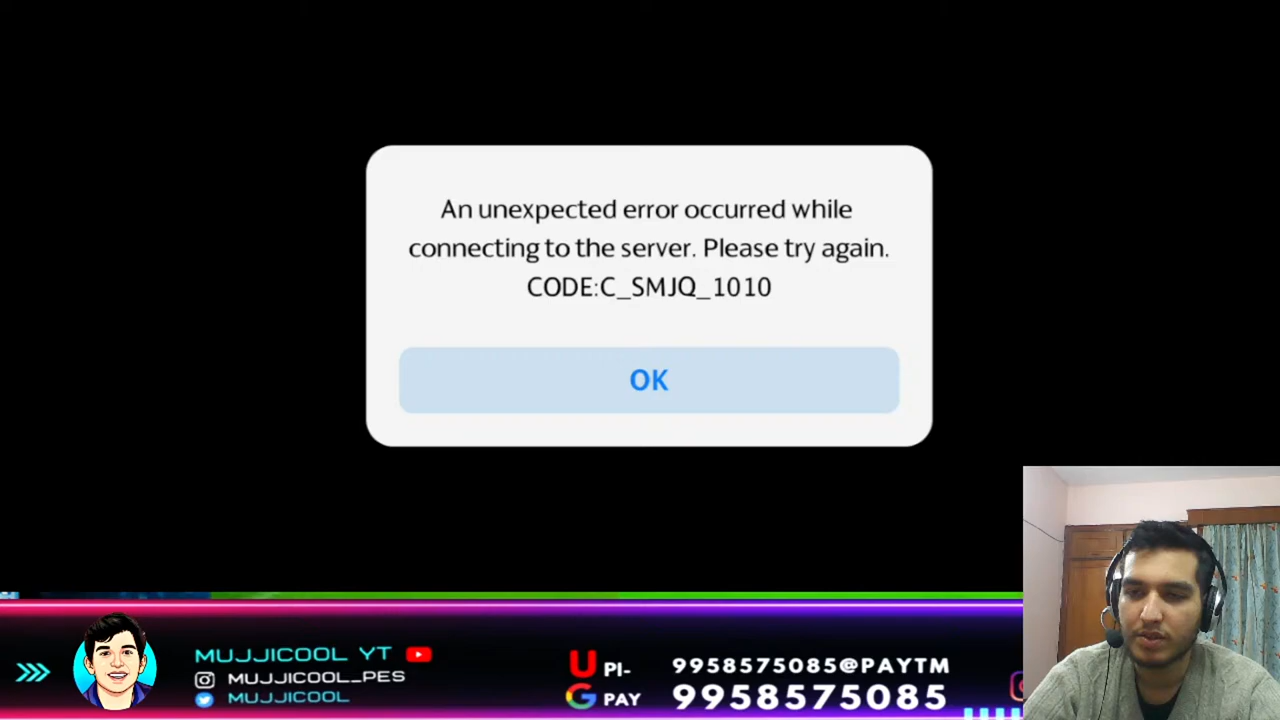 An unexpected error occurred while
connecting to the server. Please try again.
CODE:C_SMJQ_1010
OK
MUJJICOOL YT
MUJJICOOL_PES
MUJJICOOL
U PI- 9958575085@PAYTM
G PAY 9958575085